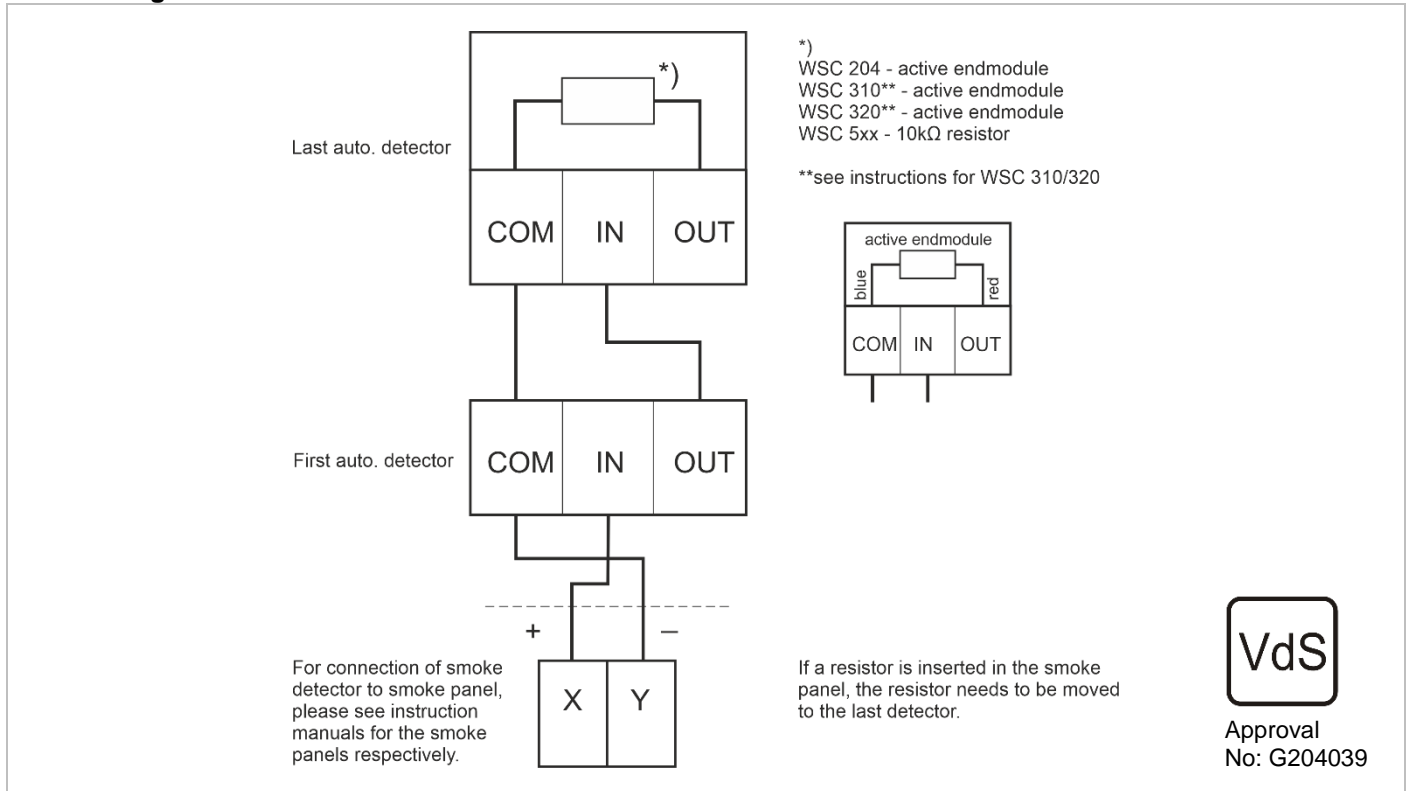 *)
Last auto. detector
COM IN OUT
First auto. detector
COM IN OUT
+ –
For connection of smoke
detector to smoke panel,
please see instruction
manuals for the smoke
panels respectively.
X Y
*)
WSC 204 - active endmodule
WSC 310** - active endmodule
WSC 320** - active endmodule
WSC 5xx - 10kΩ resistor
**see instructions for WSC 310/320
active endmodule
blue
red
COM IN OUT
If a resistor is inserted in the smoke
panel, the resistor needs to be moved
to the last detector.
VdS
Approval
No: G204039